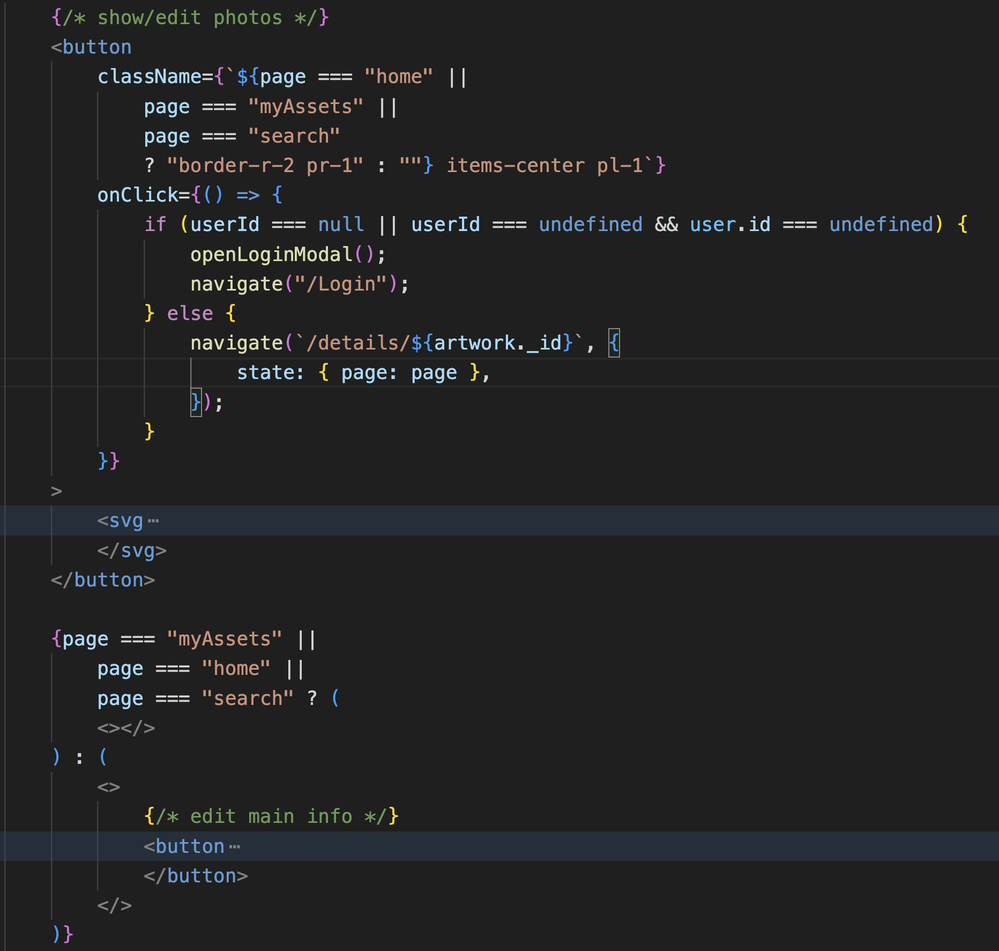 {/* show/edit photos */}
<button
className={`${page === "home" ||
page === "myAssets" ||
page === "search"
? "border-r-2 pr-1" : ""} items-center pl-1`}
onClick={() => {
if (userId === null || userId === undefined && user.id === undefined) {
openLoginModal();
navigate("/Login");
} else {
navigate(`/details/${artwork._id}`, {
state: { page: page },
});
}
}}
>
<svg⋯
</svg>
</button>
{page === "myAssets" ||
page === "home" ||
page === "search" ? (
<></>
) : (
<>
{/* edit main info */}
<button⋯
</button>
</>
)}